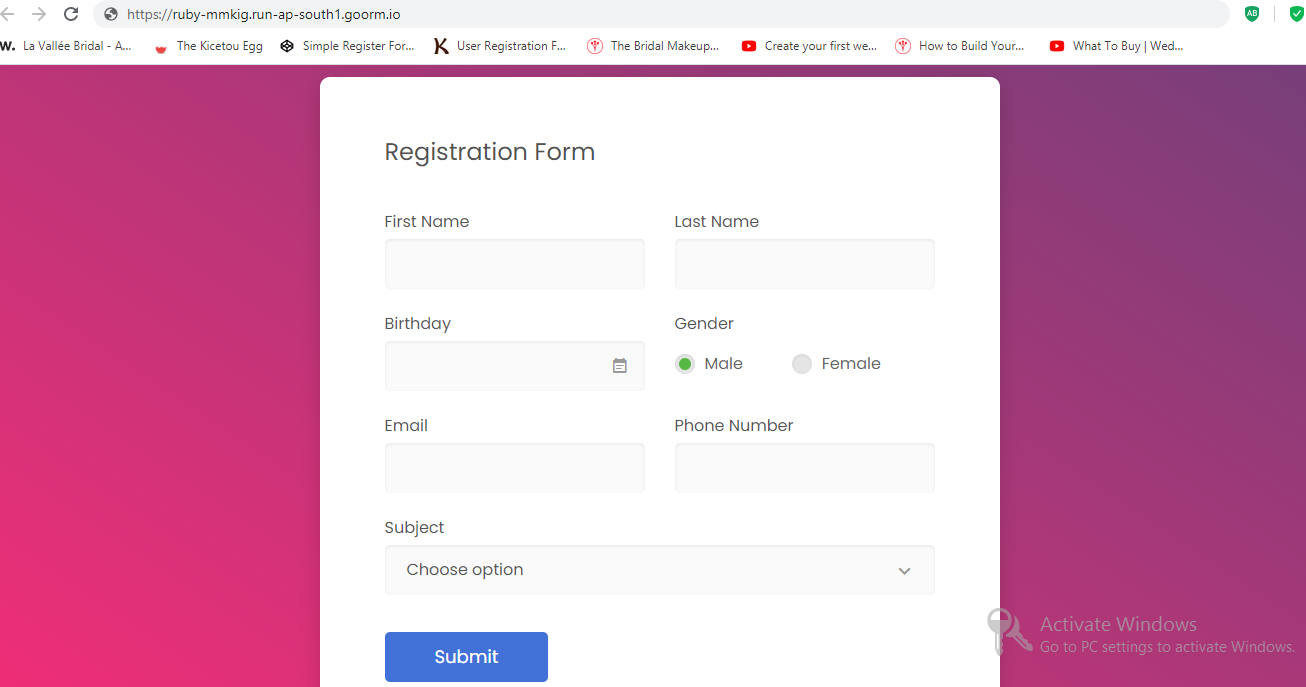 https://ruby-mmkig.run-ap-south1.goorm.io
AB
W. La Vallée Bridal - A... The Kicetou Egg Simple Register For... K User Registration F... The Bridal Makeup... Create your first we... How to Build Your... What To Buy | Wed...
Registration Form
First Name Last Name
Birthday Gender
Male Female
Email Phone Number
Subject
Choose option
Submit
Activate Windows
Go to PC settings to activate Windows.